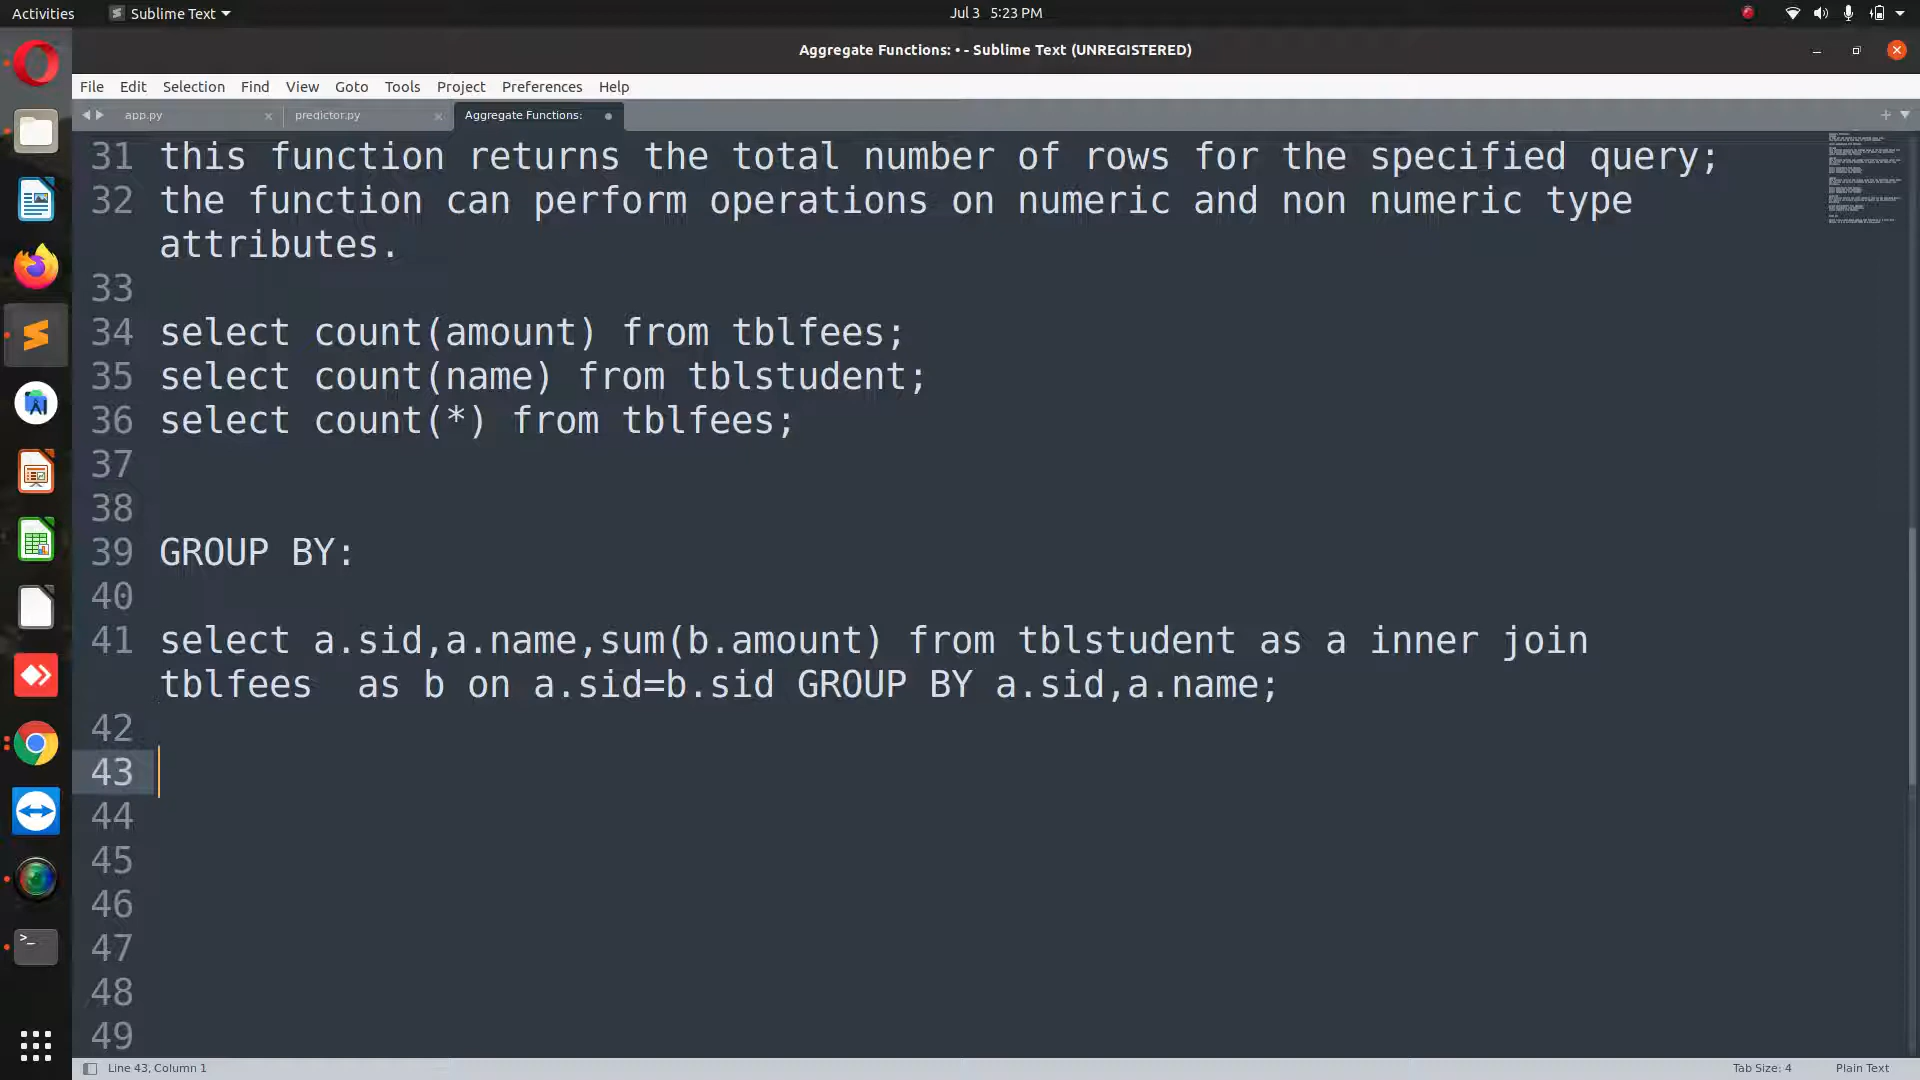 Activities Sublime Text Jul 3 5:23 PM
Aggregate Functions: • - Sublime Text (UNREGISTERED)
File Edit Selection Find View Goto Tools Project Preferences Help
app.py predictor.py Aggregate Functions:
31 this function returns the total number of rows for the specified query;
32 the function can perform operations on numeric and non numeric type
attributes.
33
34 select count(amount) from tblfees;
35 select count(name) from tblstudent;
36 select count(*) from tblfees;
37
38
39 GROUP BY:
40
41 select a.sid,a.name,sum(b.amount) from tblstudent as a inner join
tblfees  as b on a.sid=b.sid GROUP BY a.sid,a.name;
42
43
44
45
46
47
48
49
Line 43, Column 1 Tab Size: 4 Plain Text